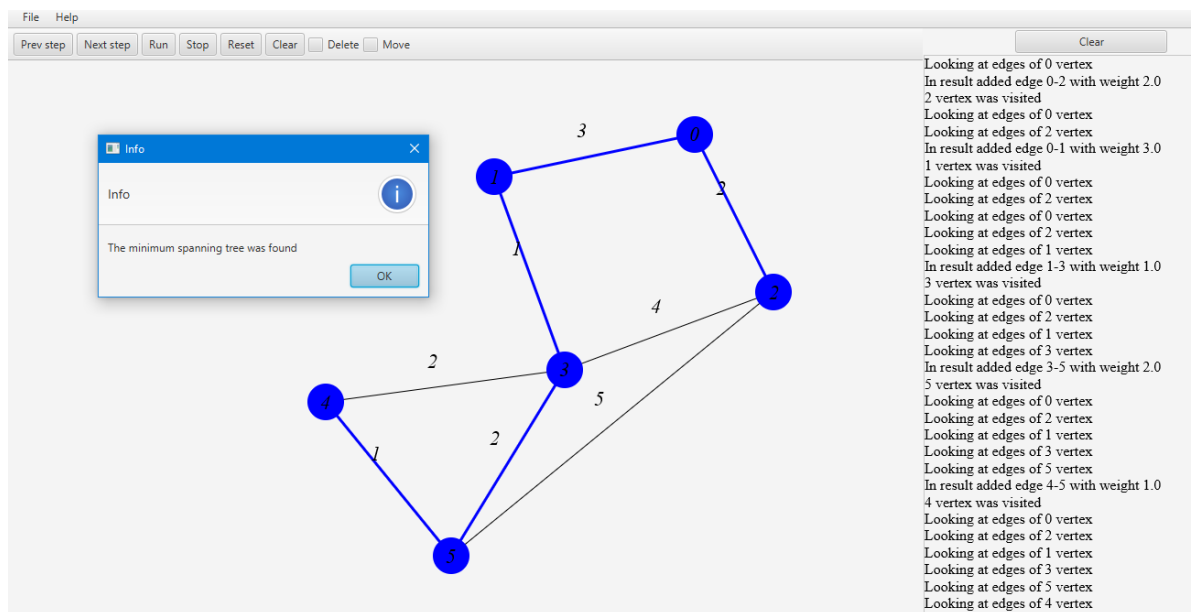 File Help
Prev step Next step Run Stop Reset Clear Delete Move
Clear
Info
Info
The minimum spanning tree was found
OK
0
3
1
2
1
2
4
3
2
4
5
2
1
5
Looking at edges of 0 vertex
In result added edge 0-2 with weight 2.0
2 vertex was visited
Looking at edges of 0 vertex
Looking at edges of 2 vertex
In result added edge 0-1 with weight 3.0
1 vertex was visited
Looking at edges of 0 vertex
Looking at edges of 2 vertex
Looking at edges of 0 vertex
Looking at edges of 2 vertex
Looking at edges of 1 vertex
In result added edge 1-3 with weight 1.0
3 vertex was visited
Looking at edges of 0 vertex
Looking at edges of 2 vertex
Looking at edges of 1 vertex
Looking at edges of 3 vertex
In result added edge 3-5 with weight 2.0
5 vertex was visited
Looking at edges of 0 vertex
Looking at edges of 2 vertex
Looking at edges of 1 vertex
Looking at edges of 3 vertex
Looking at edges of 5 vertex
In result added edge 4-5 with weight 1.0
4 vertex was visited
Looking at edges of 0 vertex
Looking at edges of 2 vertex
Looking at edges of 1 vertex
Looking at edges of 3 vertex
Looking at edges of 5 vertex
Looking at edges of 4 vertex